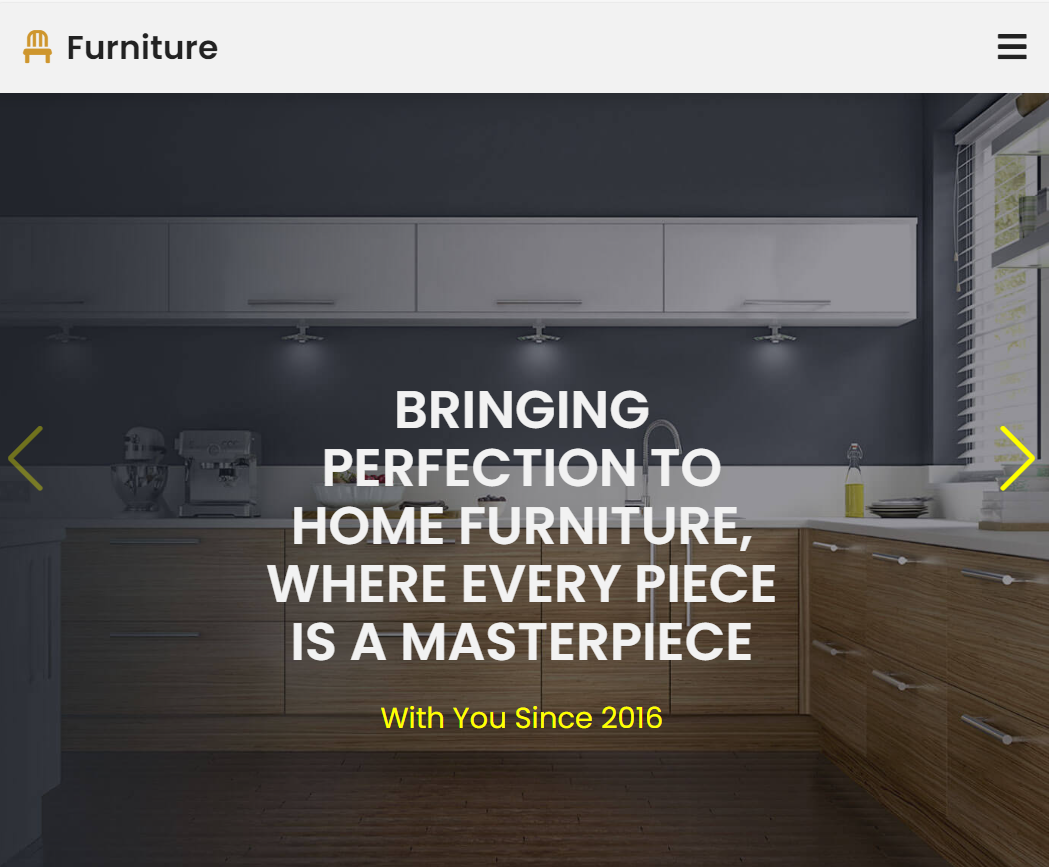 Furniture
BRINGING
PERFECTION TO
HOME FURNITURE,
WHERE EVERY PIECE
IS A MASTERPIECE
With You Since 2016